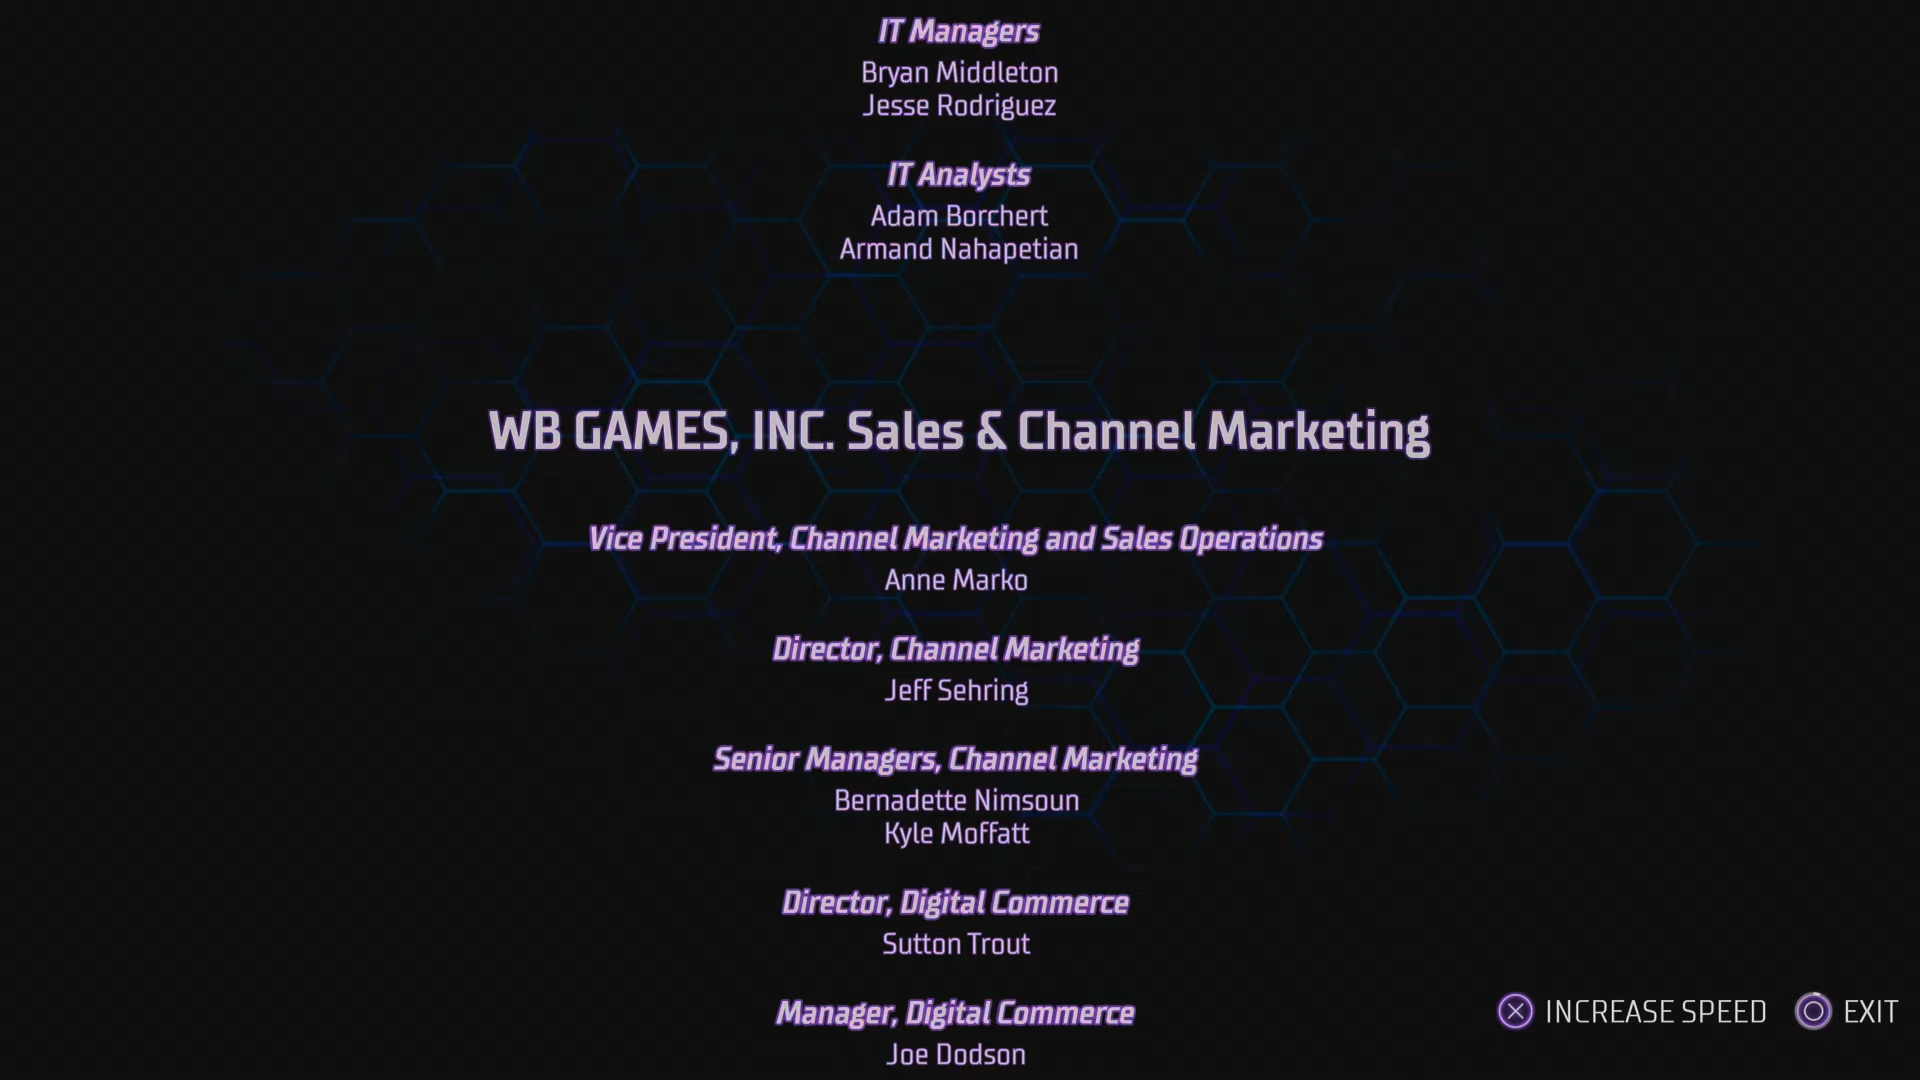 IT Managers
Bryan Middleton
Jesse Rodriguez
IT Analysts
Adam Borchert
Armand Nahapetian
WB GAMES, INC. Sales & Channel Marketing
Vice President, Channel Marketing and Sales Operations
Anne Marko
Director, Channel Marketing
Jeff Sehring
Senior Managers, Channel Marketing
Bernadette Nimsoun
Kyle Moffatt
Director, Digital Commerce
Sutton Trout
Manager, Digital Commerce
Joe Dodson
INCREASE SPEED EXIT